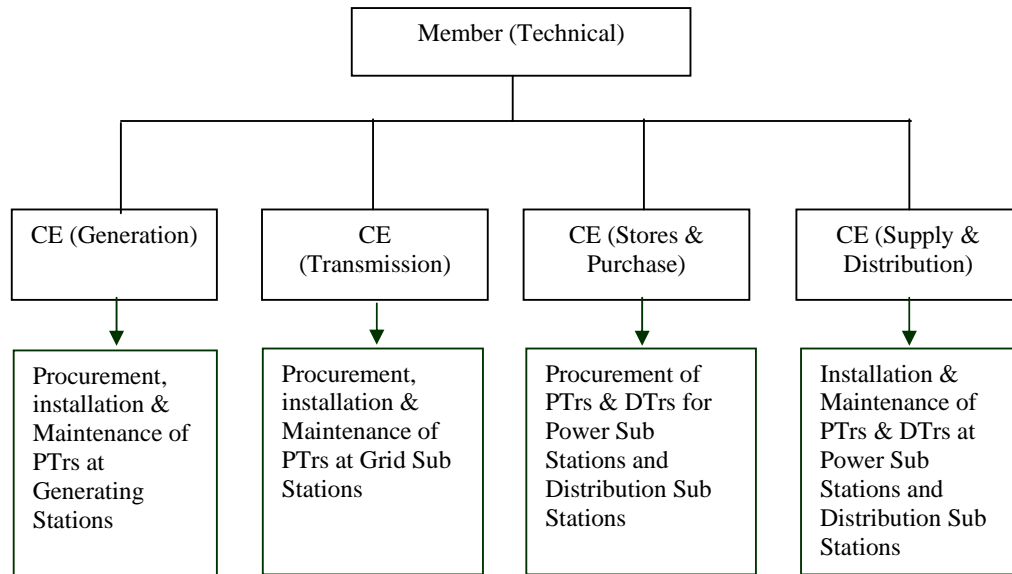 Member (Technical)
CE (Generation)
CE
(Transmission)
CE (Stores &
Purchase)
CE (Supply &
Distribution)
Procurement,
installation &
Maintenance of
PTrs at
Generating
Stations
Procurement,
installation &
Maintenance of
PTrs at Grid Sub
Stations
Procurement of
PTrs & DTrs for
Power Sub
Stations and
Distribution Sub
Stations
Installation &
Maintenance of
PTrs & DTrs at
Power Sub
Stations and
Distribution Sub
Stations